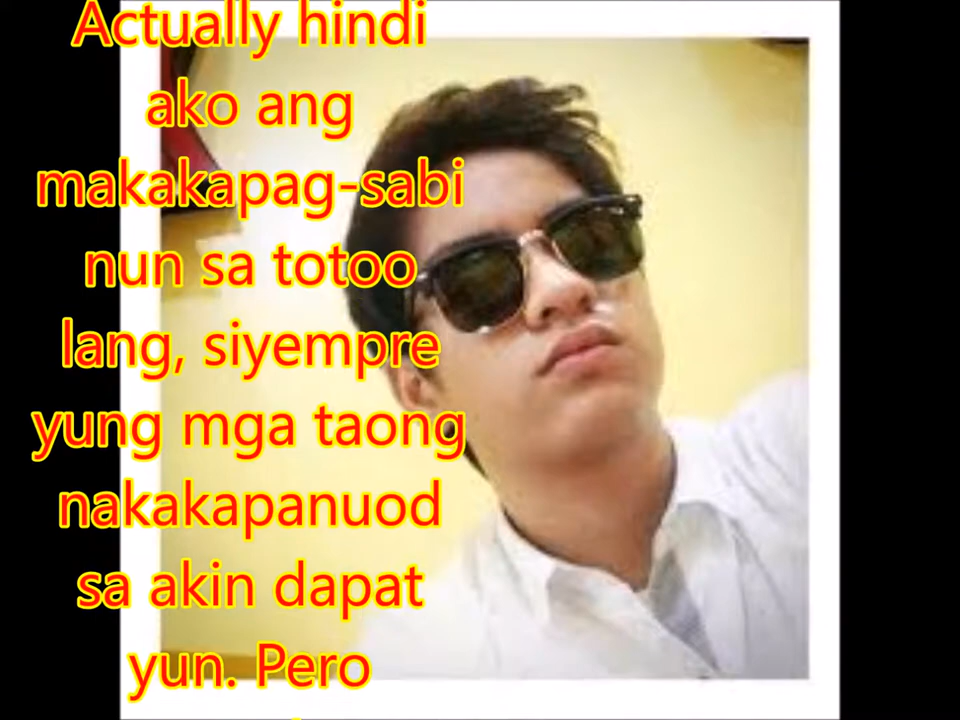 Actually hindi
ako ang
makakapag-sabi
nun sa totoo
lang, siyempre
yung mga taong
nakakapanuod
sa akin dapat
yun. Pero